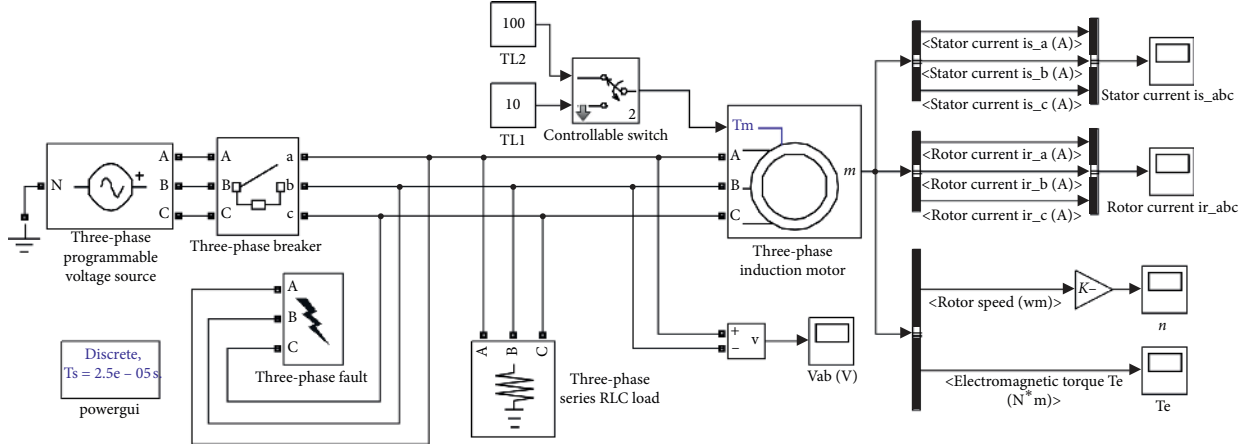 100
TL2
10
TL1
2
Controllable switch
N
A
B
C
+
Three-phase
programmable
voltage source
A
B
C
a
b
c
Three-phase breaker
A
B
C
Three-phase fault
Discrete,
Ts = 2.5e – 05 s.
powergui
A
B
C
Three-phase
series RLC load
Tm
A
B
C
m
Three-phase
induction motor
+
–
v
Vab (V)
<Stator current is_a (A)>
<Stator current is_b (A)>
<Stator current is_c (A)>
Stator current is_abc
<Rotor current ir_a (A)>
<Rotor current ir_b (A)>
<Rotor current ir_c (A)>
Rotor current ir_abc
<Rotor speed (wm)>
K–
n
<Electromagnetic torque Te
(N*m)>
Te